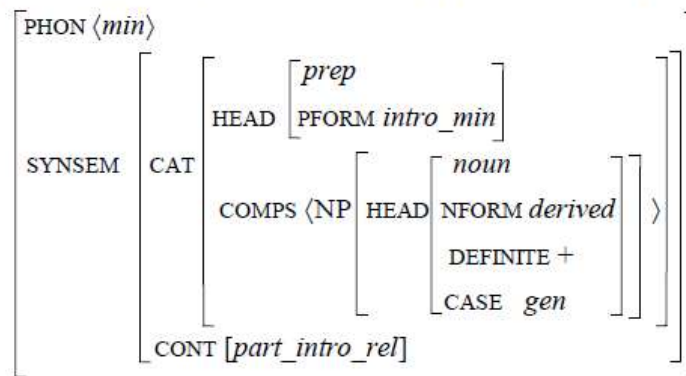 PHON ⟨min⟩
prep
HEAD PFORM intro_min
SYNSEM CAT
noun
COMPS ⟨NP HEAD NFORM derived ⟩
DEFINITE +
CASE gen
CONT [part_intro_rel]